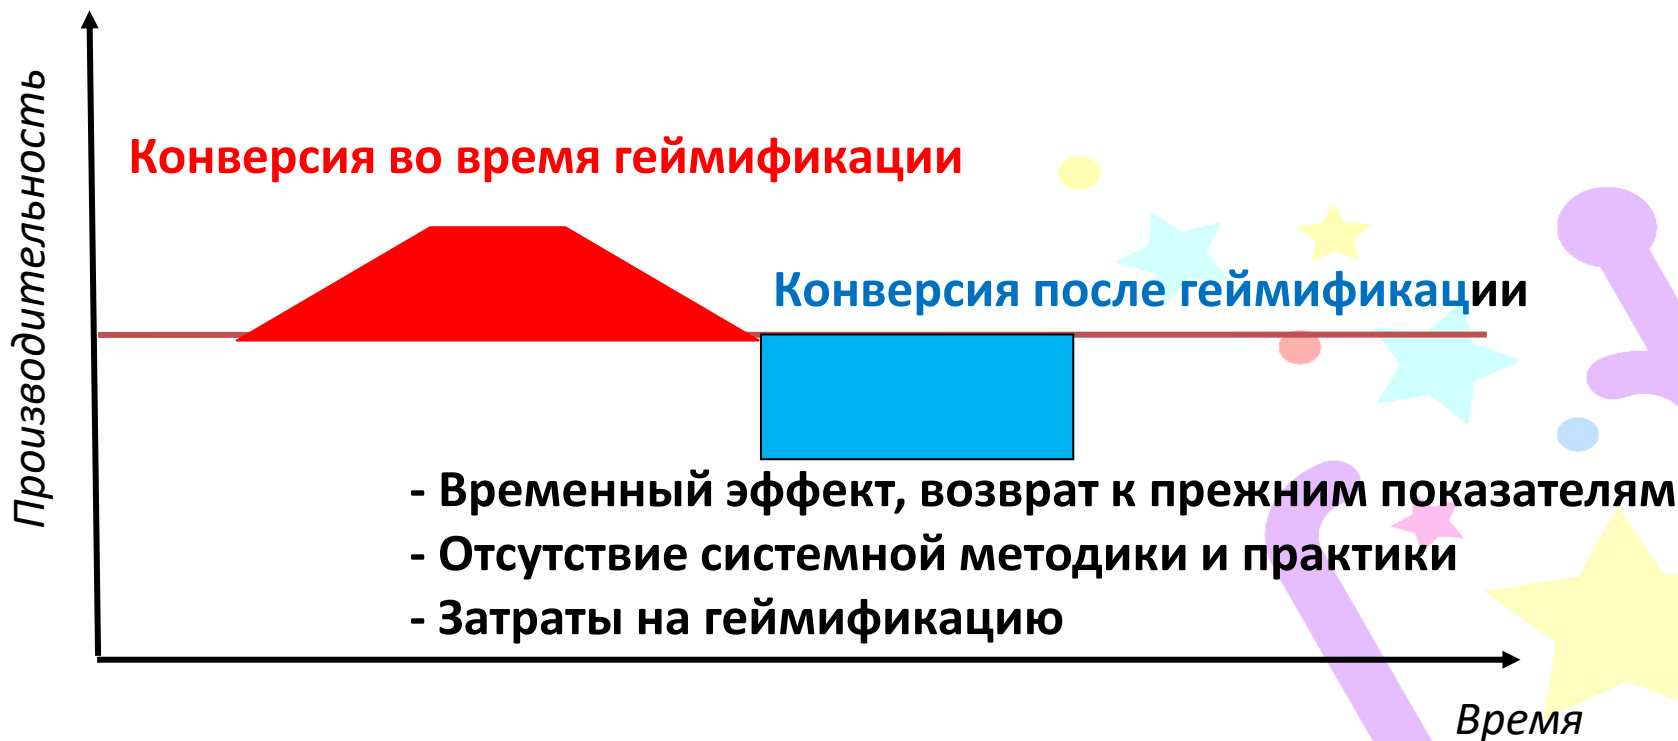 Производительность
Конверсия во время геймификации
Конверсия после геймификации
- Временный эффект, возврат к прежним показателям
- Отсутствие системной методики и практики
- Затраты на геймификацию
Время